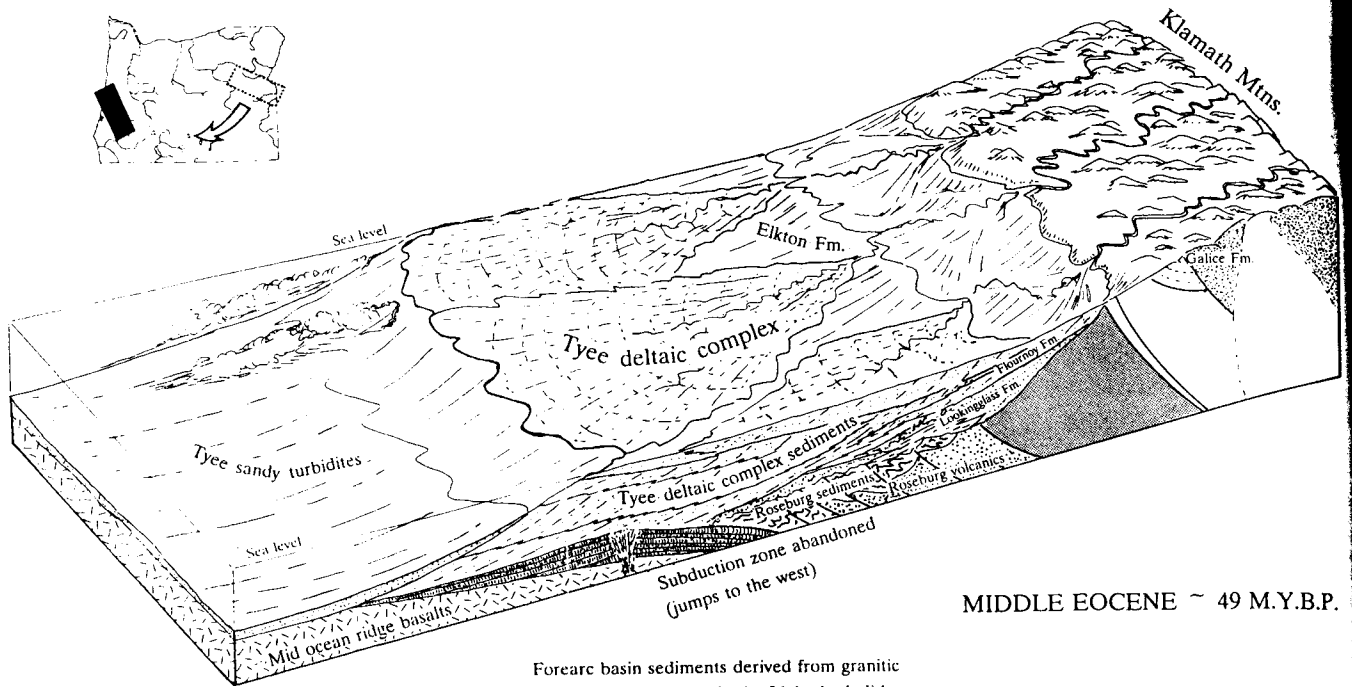 Klamath Mtns.
Sea level
Elkton Fm.
Galice Fm.
Tyee deltaic complex
Flournoy Fm.
Lookingglass Fm.
Tyee sandy turbidites
Tyee deltaic complex sediments
Roseburg sediments
Roseburg volcanics
Sea level
Mid ocean ridge basalts
Subduction zone abandoned
(jumps to the west)
MIDDLE EOCENE ~ 49 M.Y.B.P.
Forearc basin sediments derived from granitic